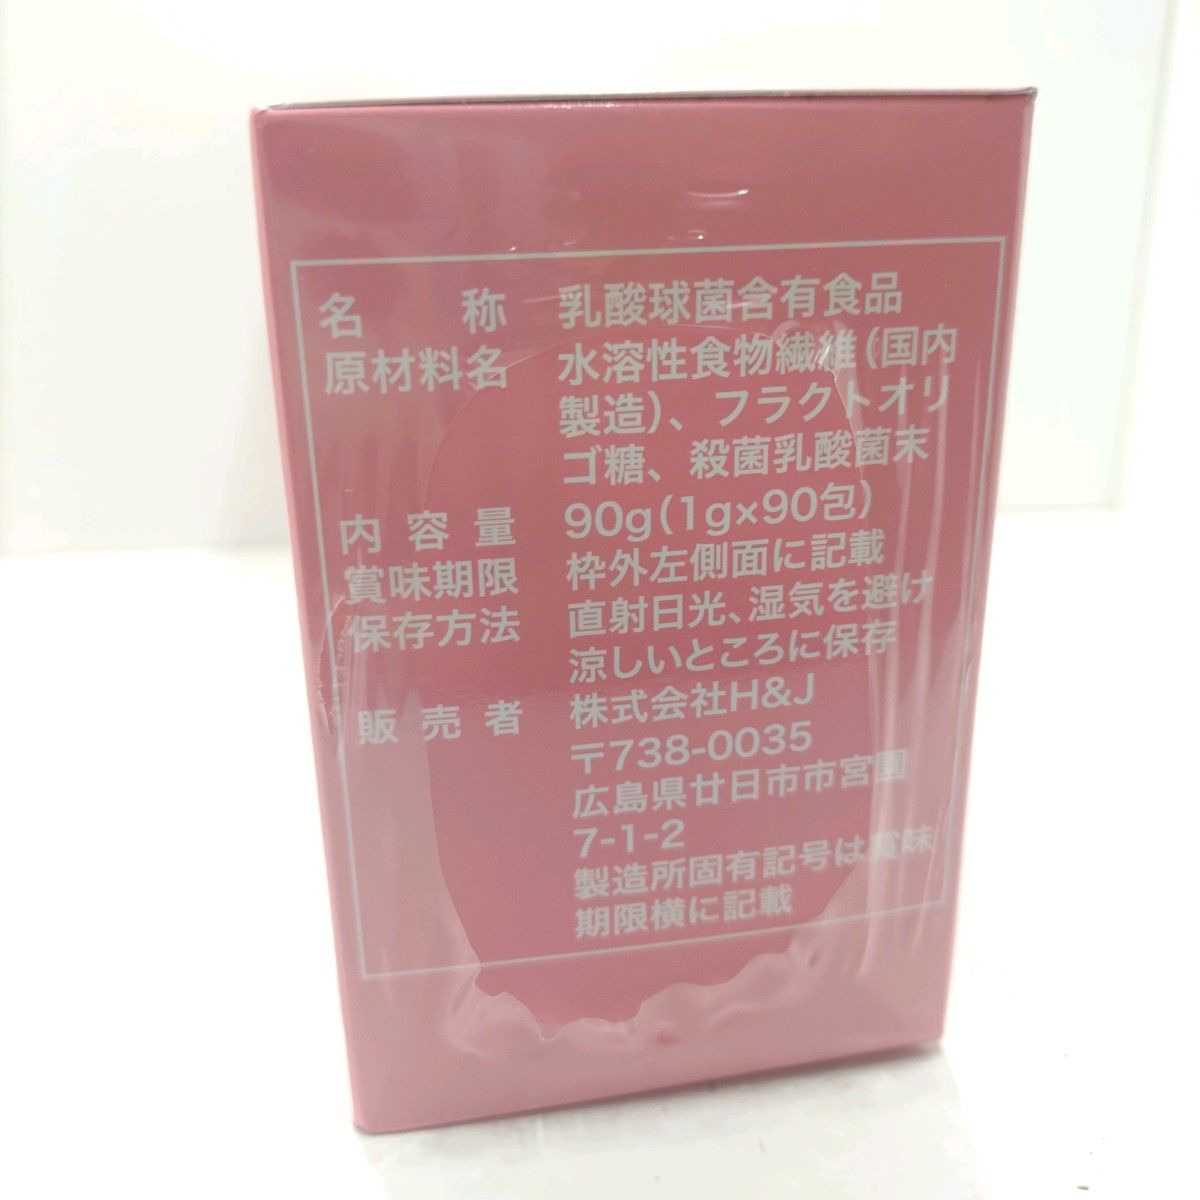 名称 乳酸球菌含有食品
原材料名 水溶性食物繊維(国内
製造)、フラクトオリ
ゴ糖、殺菌乳酸菌末
内容量 90g(1g×90包)
賞味期限 枠外左側面に記載
保存方法 直射日光、湿気を避け
涼しいところに保存
販売者 株式会社H&J
〒738-0035
広島県廿日市市宮園
7-1-2
製造所固有記号は賞味
期限横に記載